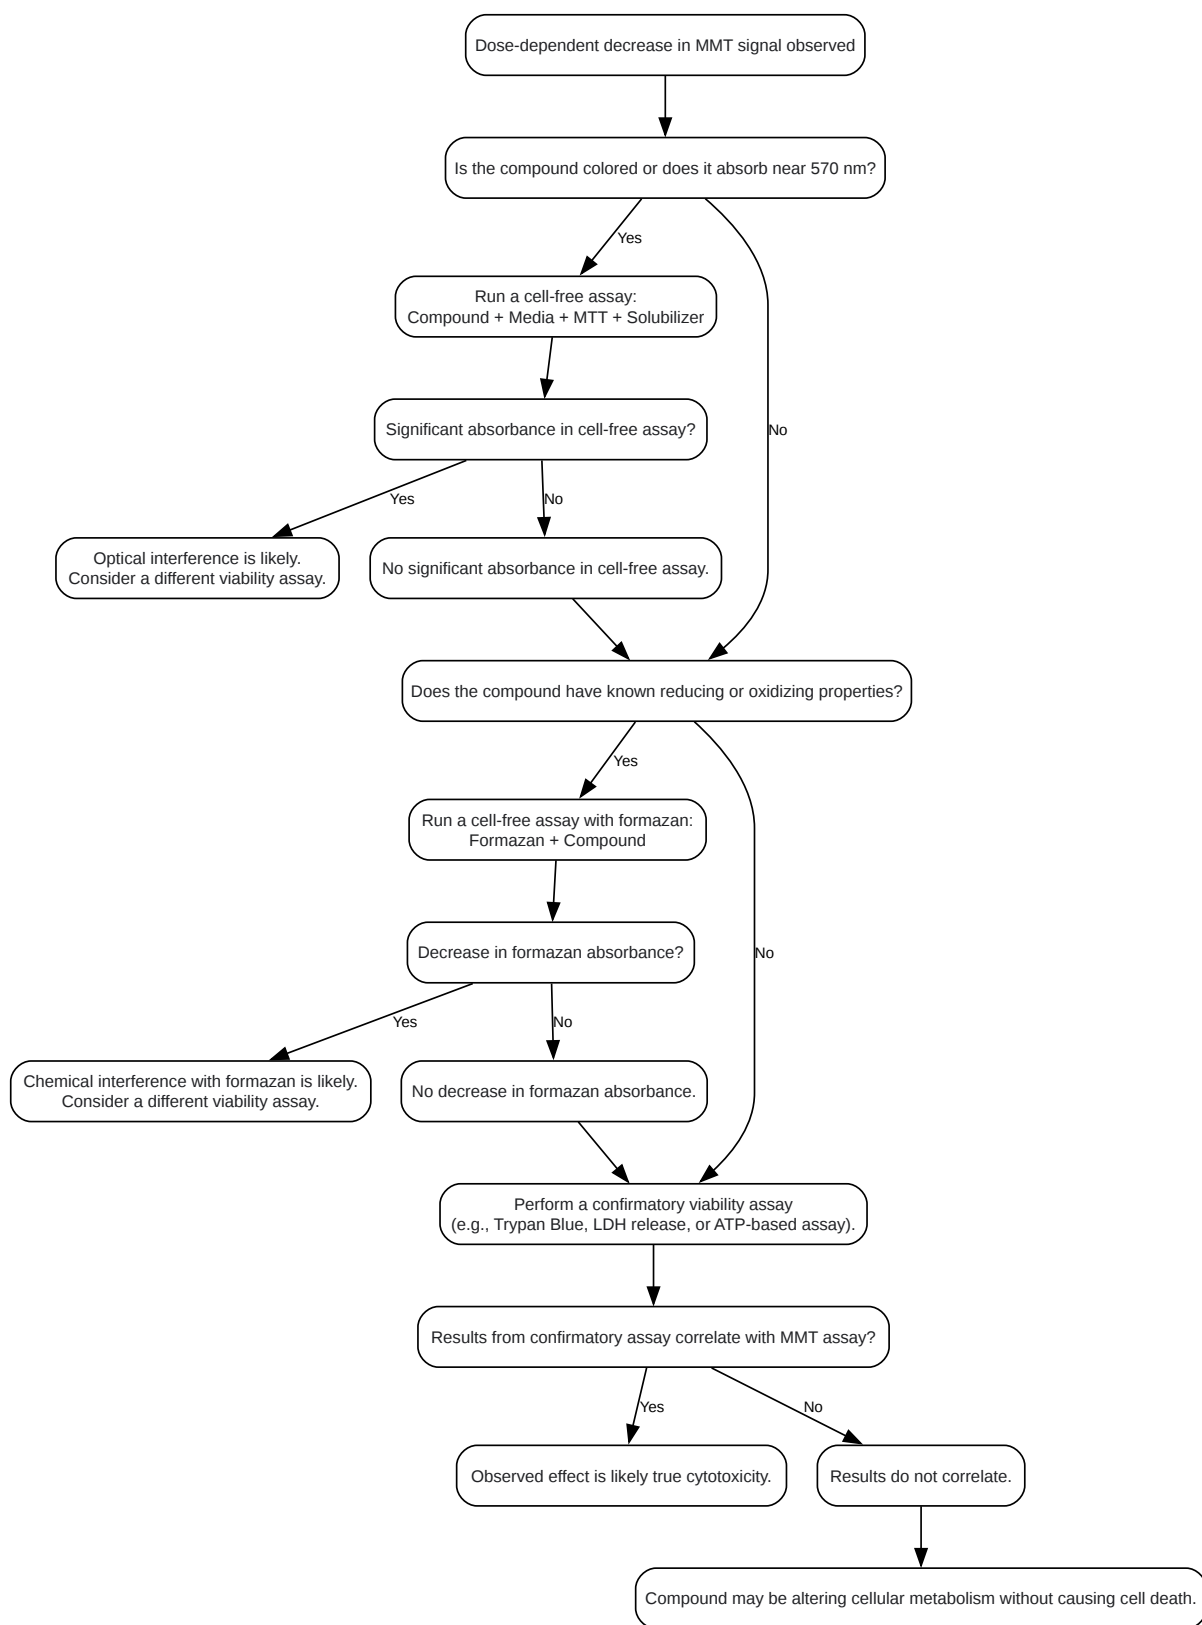 Dose-dependent decrease in MMT signal observed
Is the compound colored or does it absorb near 570 nm?
Yes
No
Run a cell-free assay:
Compound + Media + MTT + Solubilizer
Significant absorbance in cell-free assay?
Yes
No
Optical interference is likely.
Consider a different viability assay.
No significant absorbance in cell-free assay.
Does the compound have known reducing or oxidizing properties?
Yes
No
Run a cell-free assay with formazan:
Formazan + Compound
Decrease in formazan absorbance?
Yes
No
Chemical interference with formazan is likely.
Consider a different viability assay.
No decrease in formazan absorbance.
Perform a confirmatory viability assay
(e.g., Trypan Blue, LDH release, or ATP-based assay).
Results from confirmatory assay correlate with MMT assay?
Yes
No
Observed effect is likely true cytotoxicity.
Results do not correlate.
Compound may be altering cellular metabolism without causing cell death.